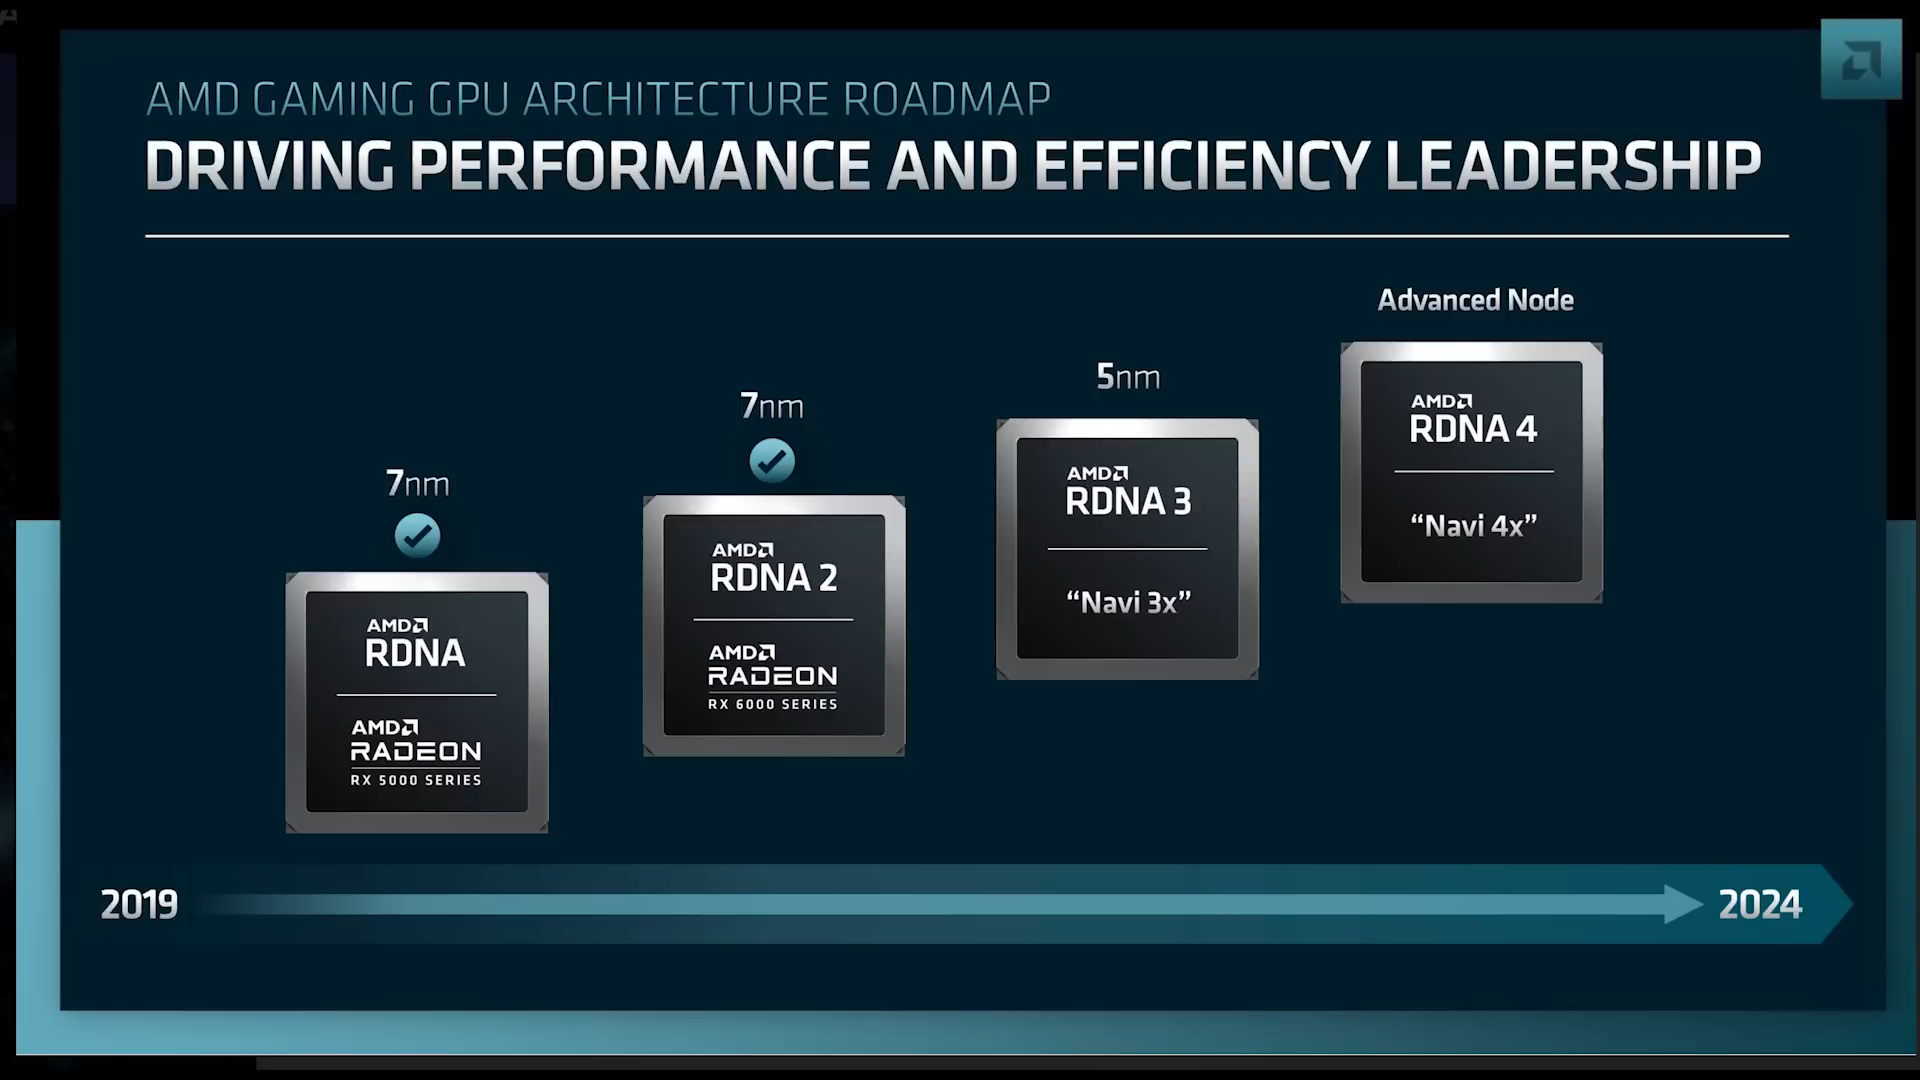 AMD GAMING GPU ARCHITECTURE ROADMAP
DRIVING PERFORMANCE AND EFFICIENCY LEADERSHIP
7nm
AMD
RDNA
AMD
RADEON
RX 5000 SERIES
7nm
AMD
RDNA 2
AMD
RADEON
RX 6000 SERIES
5nm
AMD
RDNA 3
“Navi 3x”
Advanced Node
AMD
RDNA 4
“Navi 4x”
2019
2024